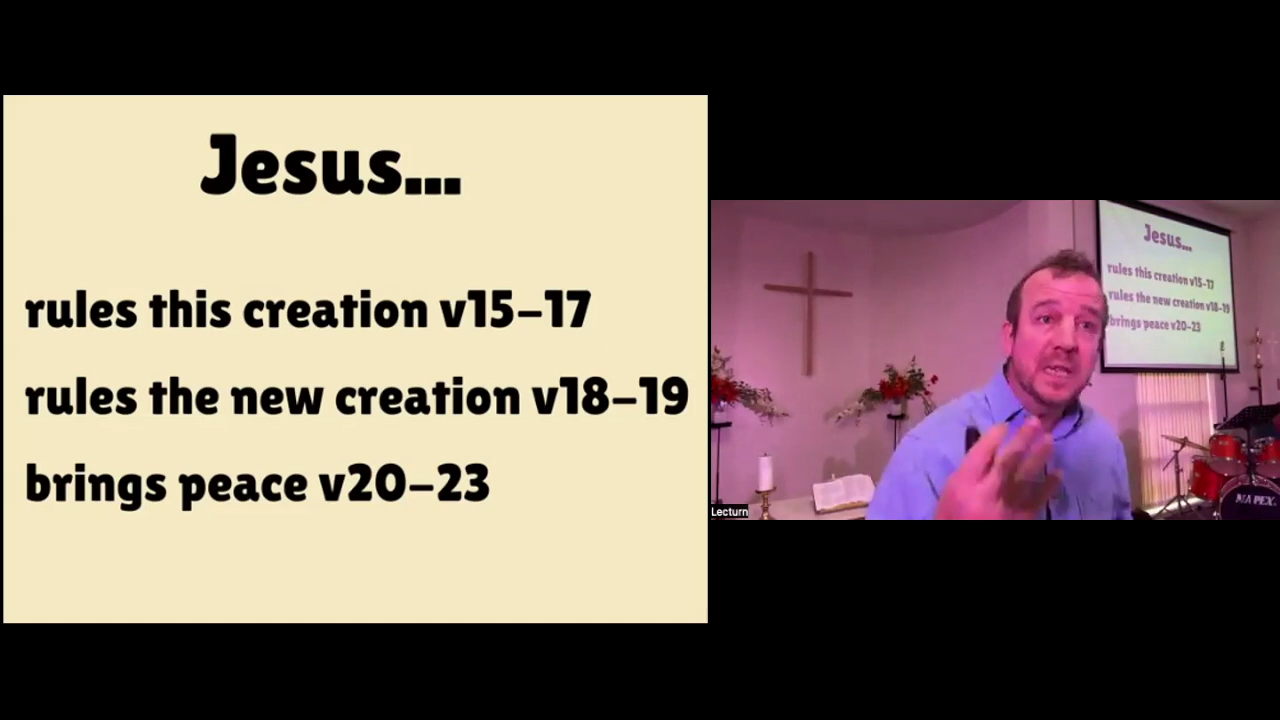 Jesus...
rules this creation v15–17
rules the new creation v18–19
brings peace v20–23
Jesus...
rules this creation v15-17
rules the new creation v18-19
brings peace v20-23
Lecturn
MAPEX